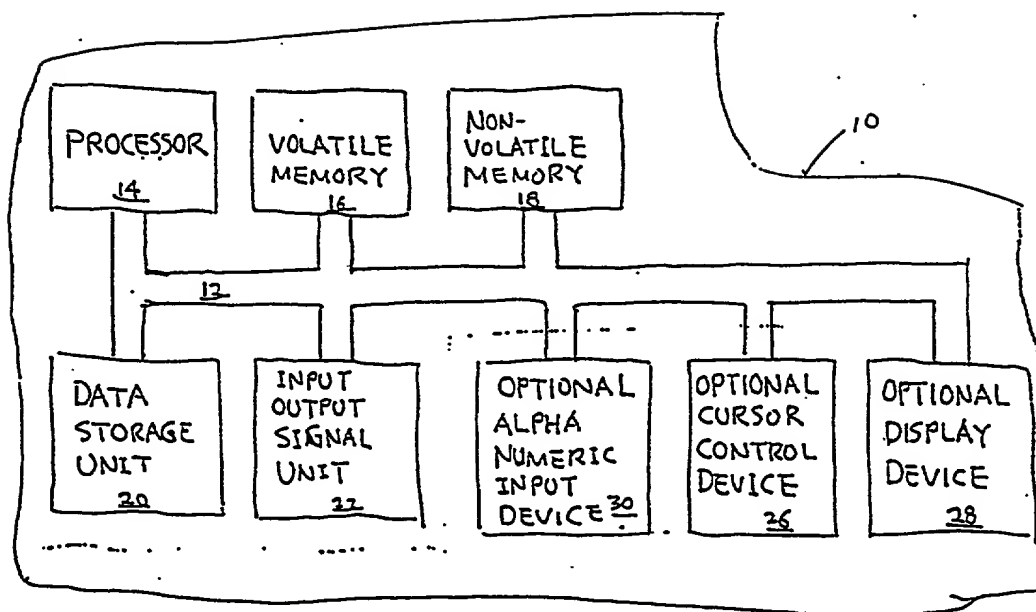 10
PROCESSOR
14
VOLATILE
MEMORY
16
NON-
VOLATILE
MEMORY
18
12
DATA
STORAGE
UNIT
20
INPUT
OUTPUT
SIGNAL
UNIT
22
OPTIONAL
ALPHA
NUMERIC
INPUT
DEVICE 30
OPTIONAL
CURSOR
CONTROL
DEVICE
26
OPTIONAL
DISPLAY
DEVICE
28